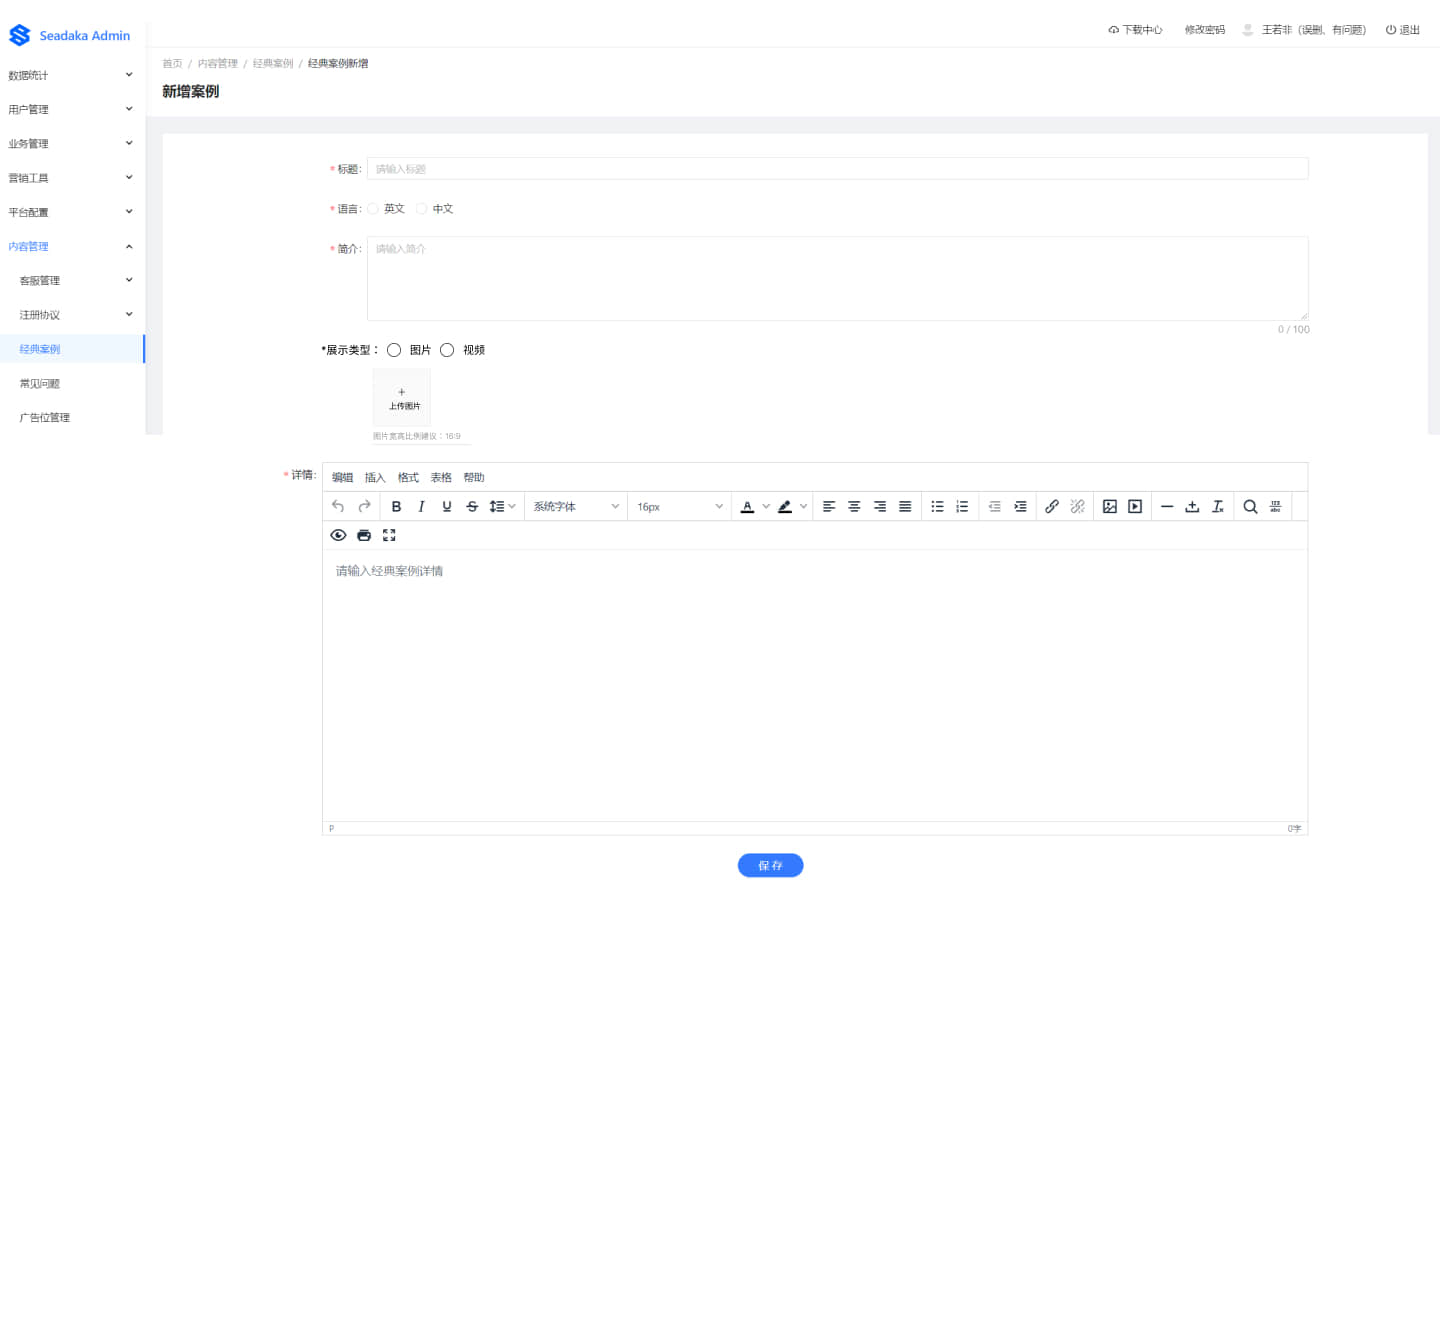 Seadaka Admin
下载中心 修改密码 王若非（误删、有问题） 退出
数据统计
用户管理
业务管理
营销工具
平台配置
内容管理
客服管理
注册协议
经典案例
常见问题
广告位管理
首页 / 内容管理 / 经典案例 / 经典案例新增
新增案例
* 标题: 请输入标题
* 语言: 英文 中文
* 简介: 请输入简介
0 / 100
*展示类型： 图片 视频
+
上传图片
图片宽高比例建议：16:9
* 详情: 编辑 插入 格式 表格 帮助
系统字体 16px
请输入经典案例详情
P 0字
保 存